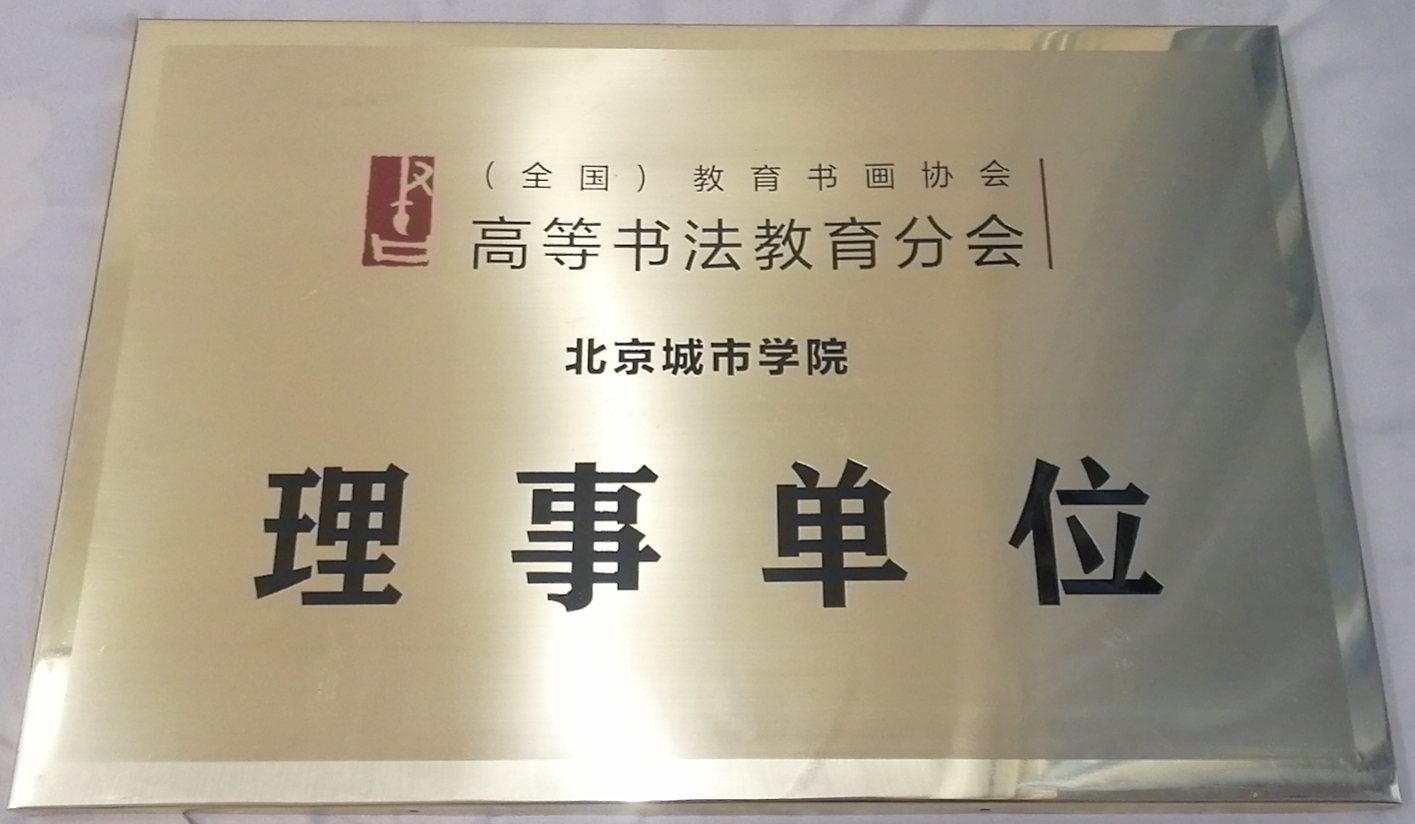 （全国）教育书画协会
高等书法教育分会
北京城市学院
理事单位